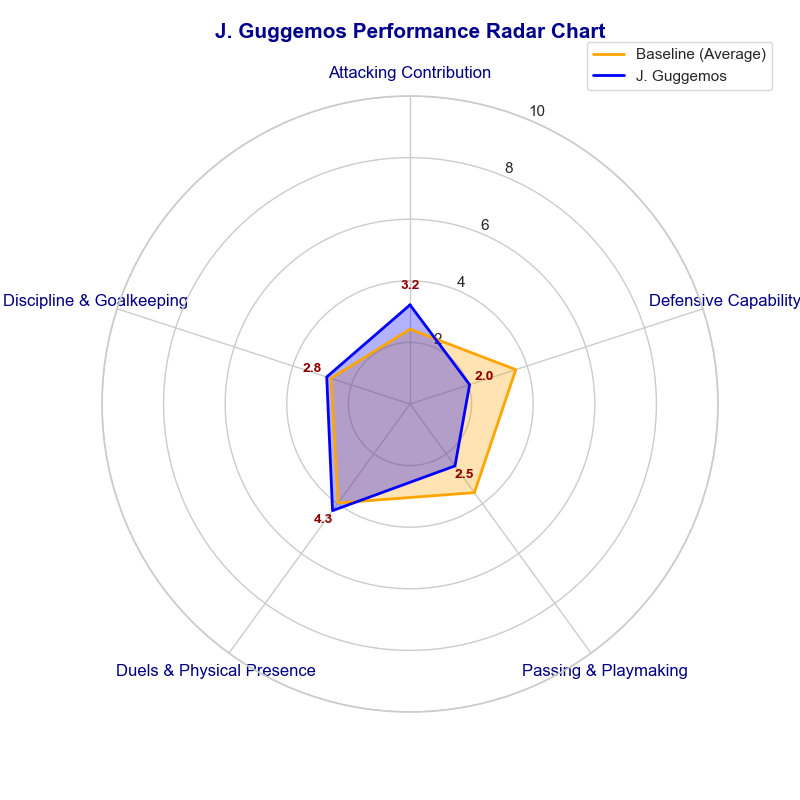 J. Guggemos Performance Radar Chart
Baseline (Average)
J. Guggemos
Attacking Contribution
10
8
6
4
2
3.2
Discipline & Goalkeeping
Defensive Capability
2.8
2.0
2.5
4.3
Duels & Physical Presence
Passing & Playmaking